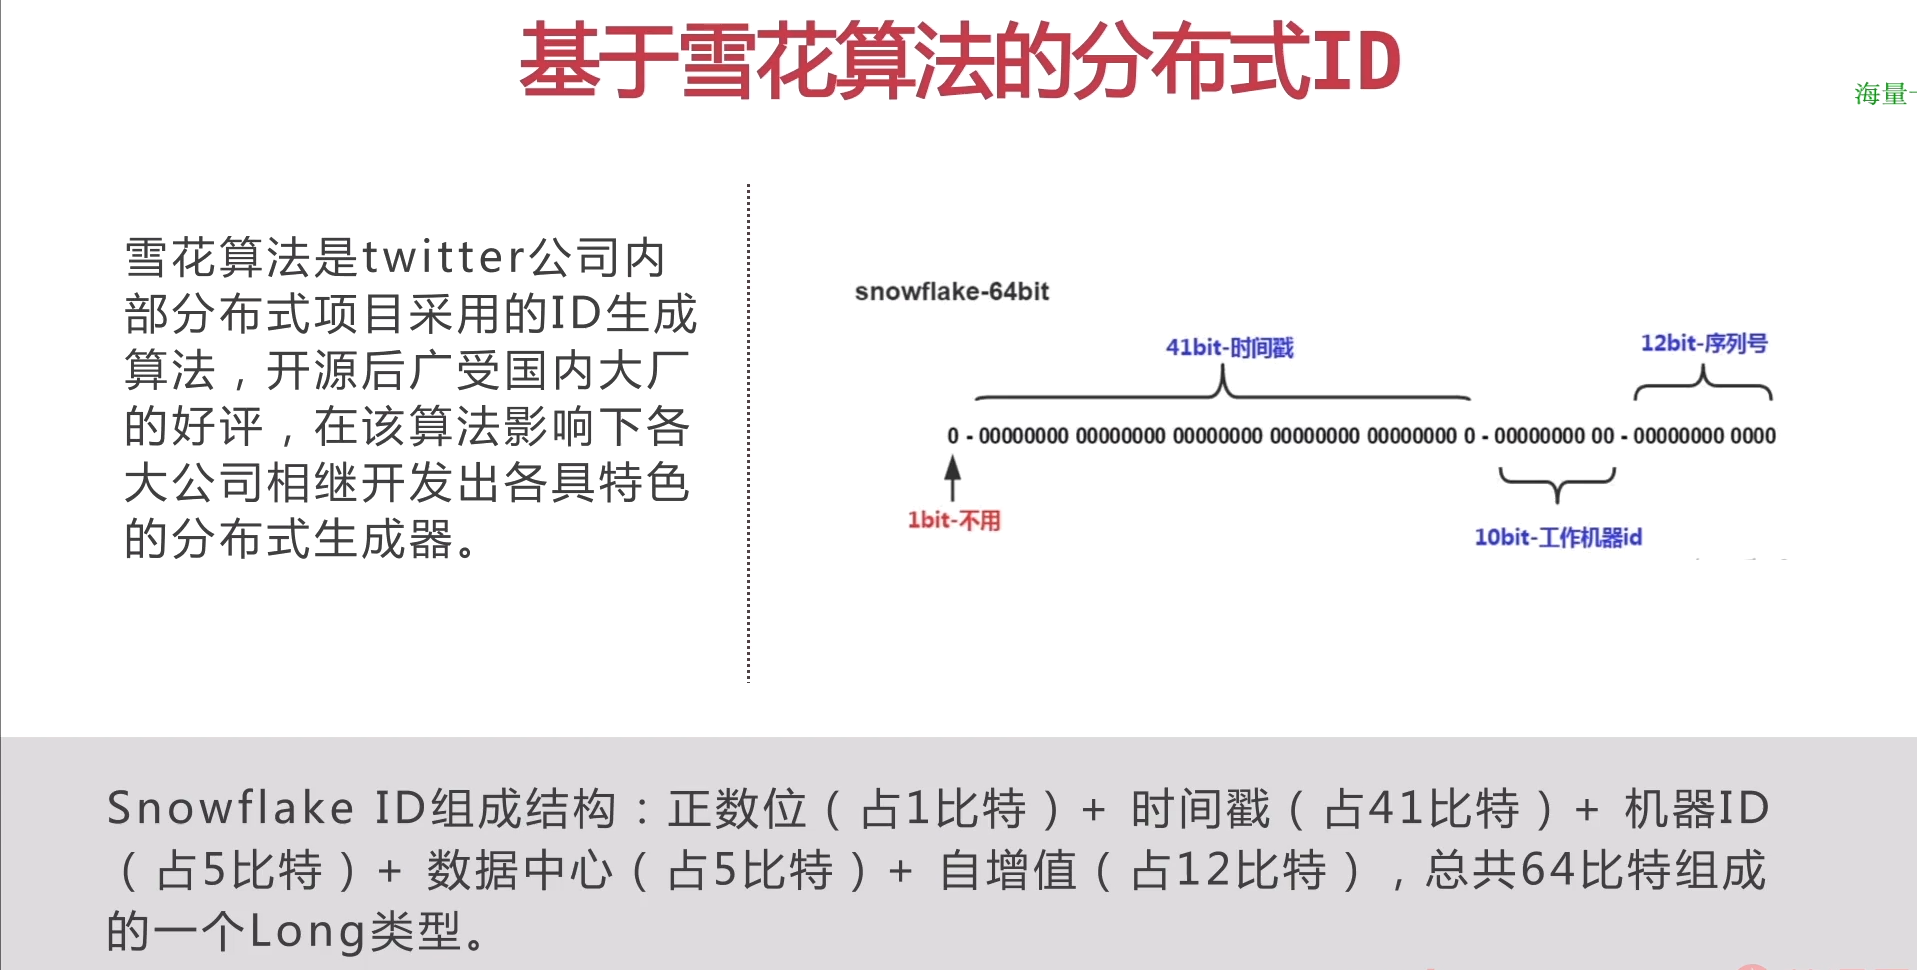 基于雪花算法的分布式ID
海量
雪花算法是twitter公司内
部分布式项目采用的ID生成
算法，开源后广受国内大厂
的好评，在该算法影响下各
大公司相继开发出各具特色
的分布式生成器。
snowflake-64bit
41bit-时间戳
12bit-序列号
0 - 00000000 00000000 00000000 00000000 00000000 0 - 00000000 00 - 00000000 0000
1bit-不用
10bit-工作机器id
Snowflake ID组成结构：正数位（占1比特）+ 时间戳（占41比特）+ 机器ID
（占5比特）+ 数据中心（占5比特）+ 自增值（占12比特），总共64比特组成
的一个Long类型。